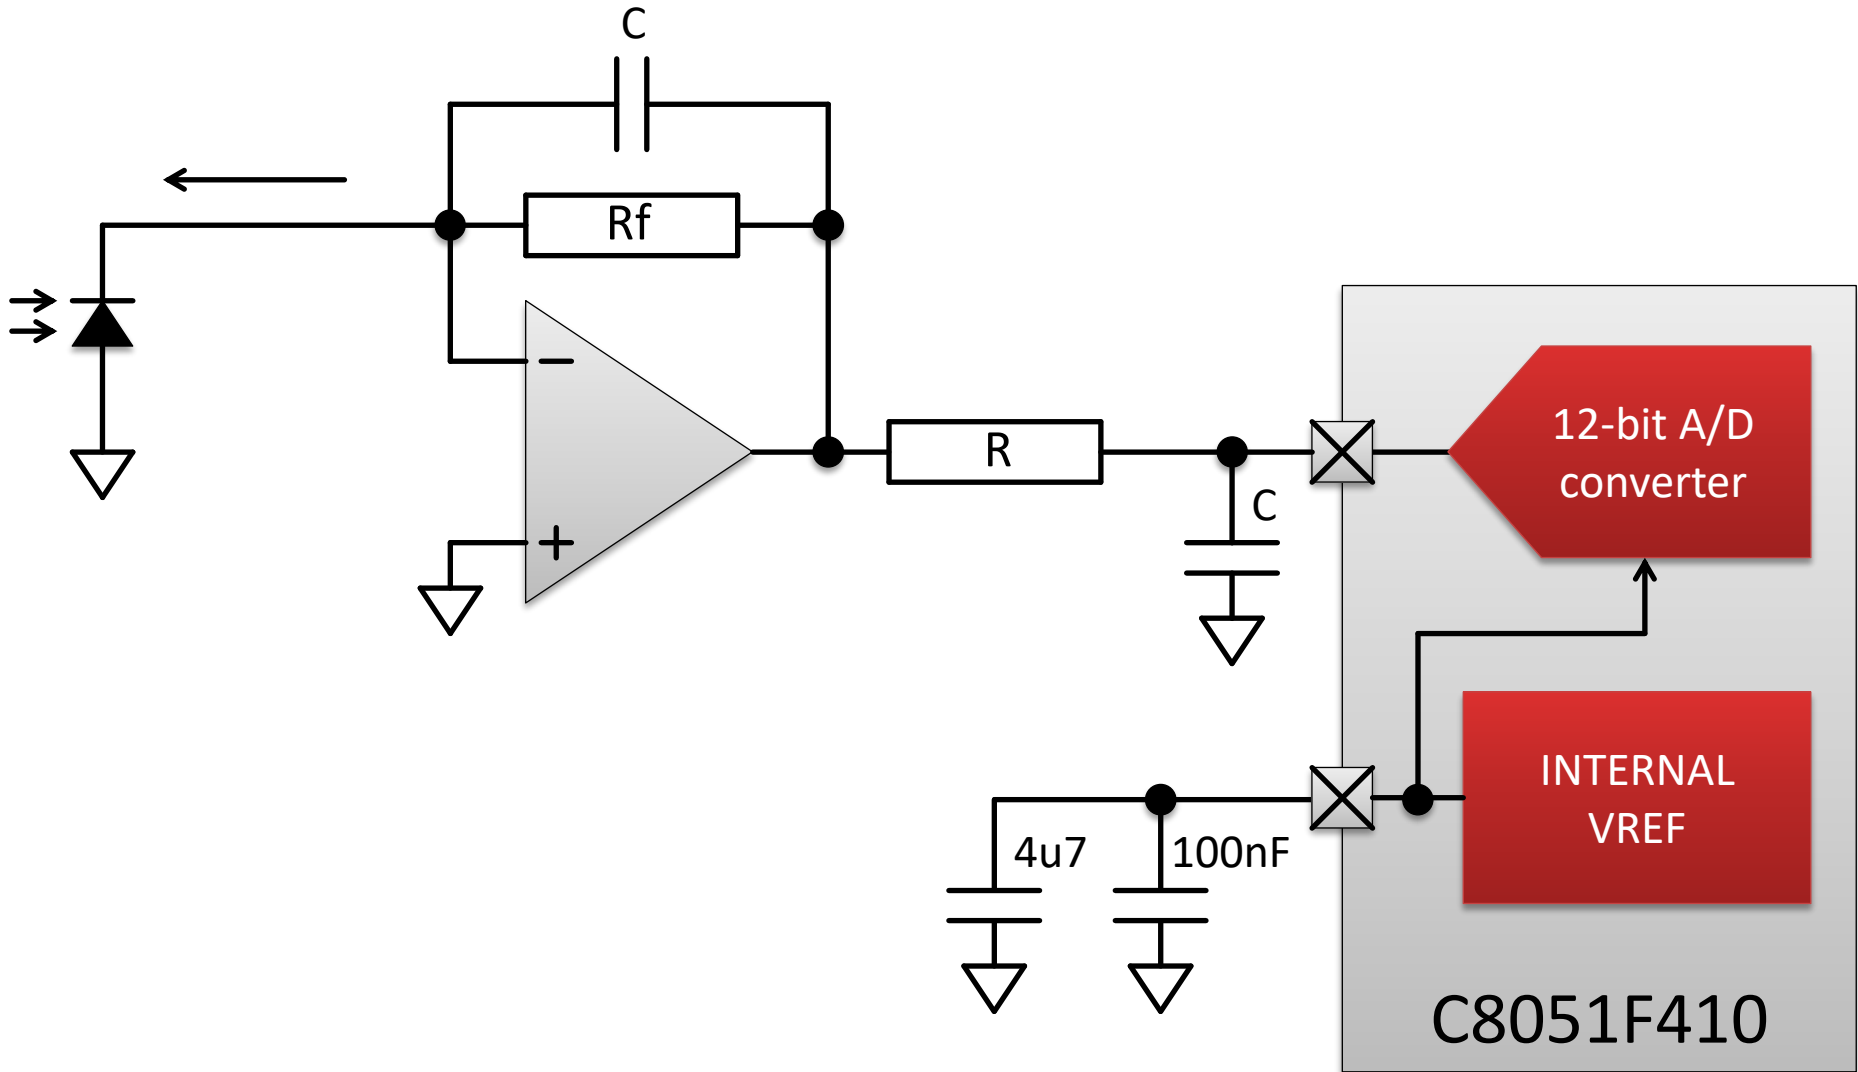 C
Rf
−
+
R
C
12-bit A/D
converter
INTERNAL
VREF
4u7
100nF
C8051F410